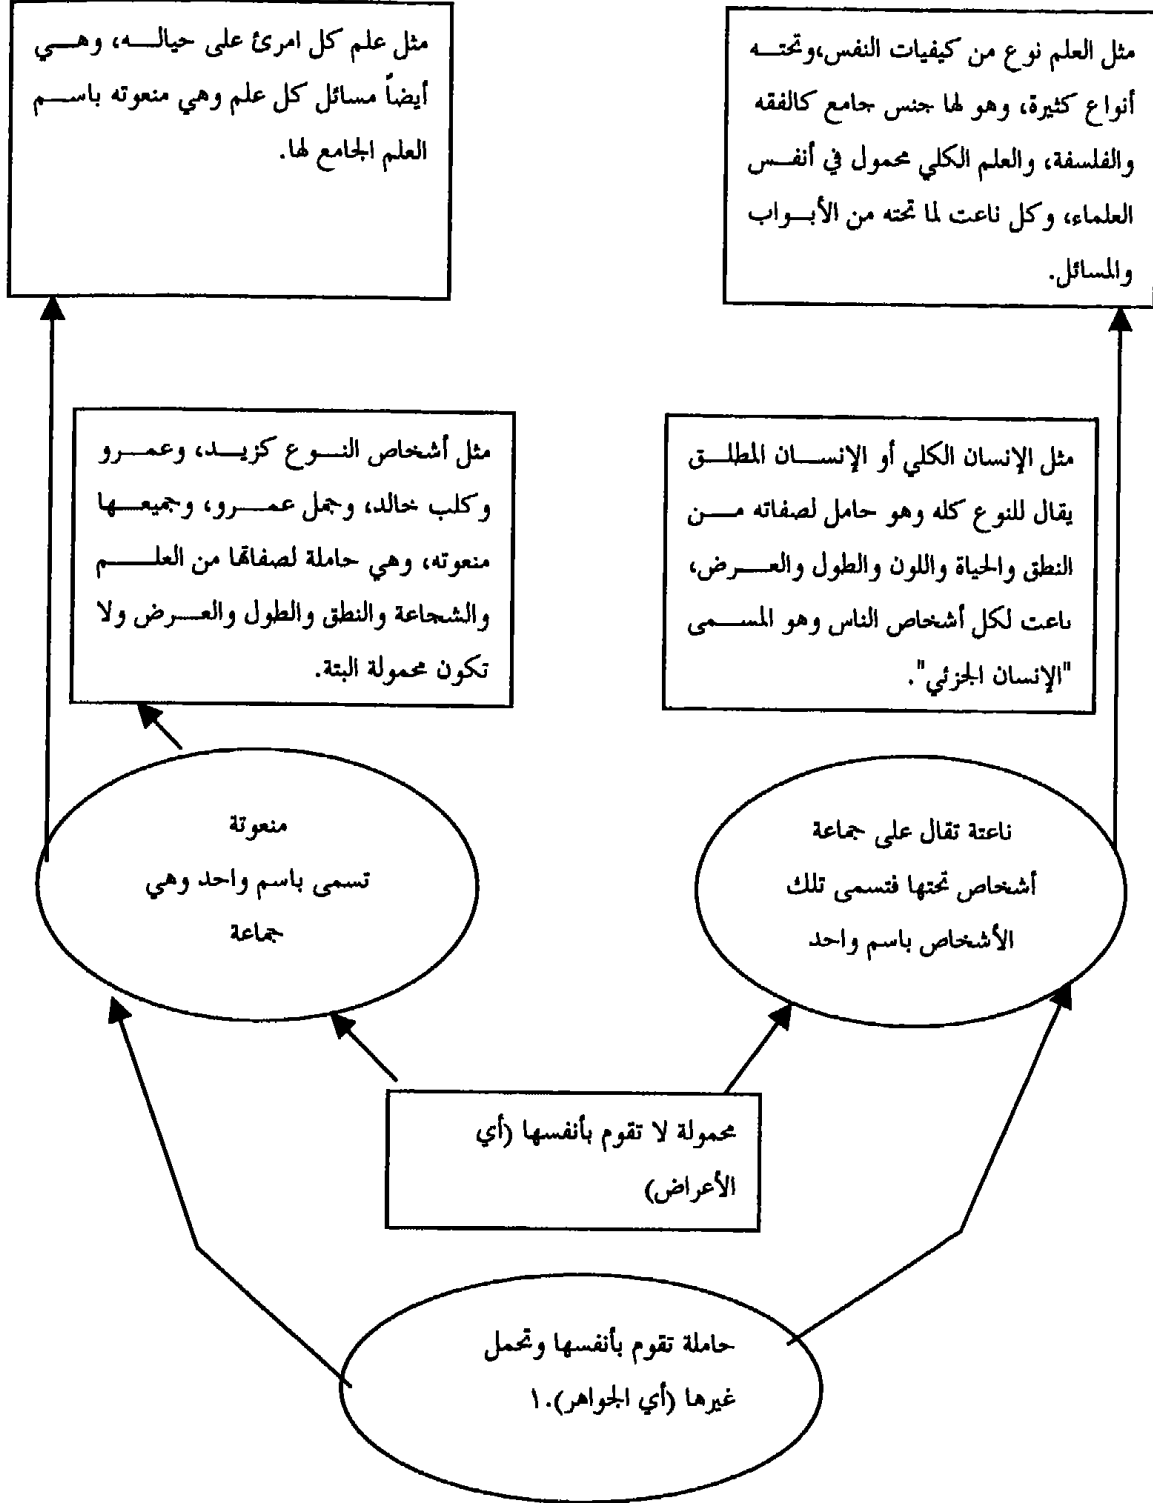 مثل العلم نوع من كيفيات النفس،وتحته
أنواع كثيرة، وهو لها جنس جامع كالفقه
والفلسفة، والعلم الكلي محمول في أنفس
العلماء، وكل ناعت لما تحته من الأبواب
والمسائل.
مثل علم كل امرئ على حياله، وهي
أيضاً مسائل كل علم وهي منعوته باسم
العلم الجامع لها.
مثل الإنسان الكلي أو الإنسان المطلق
يقال للنوع كله وهو حامل لصفاته من
النطق والحياة واللون والطول والعرض،
ناعت لكل أشخاص الناس وهو المسمى
"الإنسان الجزئي".
مثل أشخاص النوع كزيد، وعمرو
وكلب خالد، وجمل عمرو، وجميعها
منعوته، وهي حاملة لصفاتها من العلم
والشجاعة والنطق والطول والعرض ولا
تكون محمولة البتة.
ناعتة تقال على جماعة
أشخاص تحتها فتسمى تلك
الأشخاص باسم واحد
منعوتة
تسمى باسم واحد وهي
جماعة
محمولة لا تقوم بأنفسها (أي
الأعراض)
حاملة تقوم بأنفسها وتحمل
غيرها (أي الجواهر).١